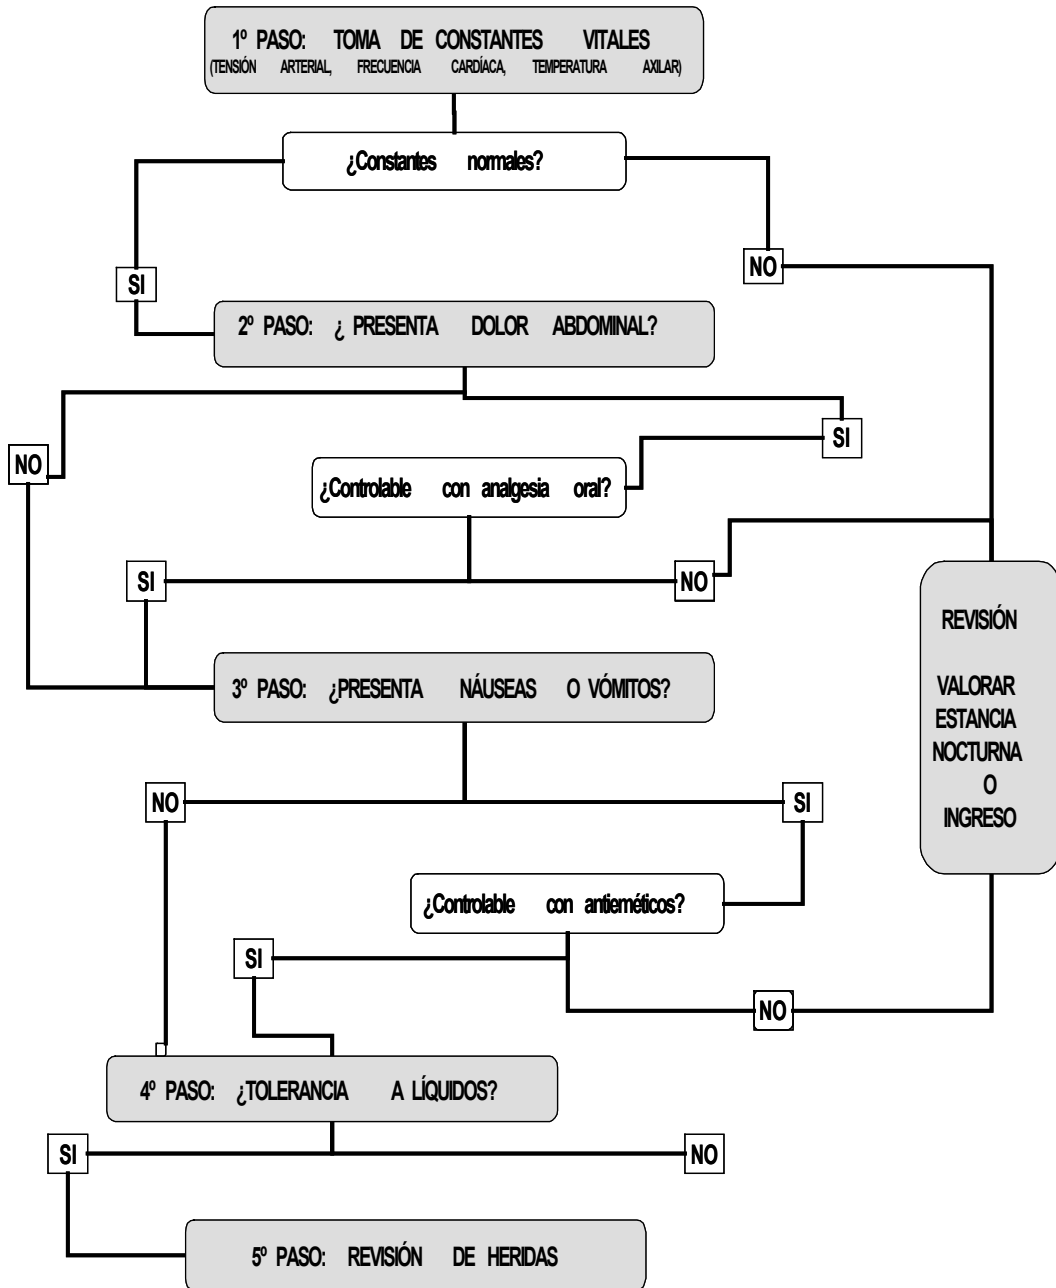 1º PASO: TOMA DE CONSTANTES VITALES
(TENSIÓN ARTERIAL, FRECUENCIA CARDÍACA, TEMPERATURA AXILAR)
¿Constantes normales?
NO
SI
2º PASO: ¿ PRESENTA DOLOR ABDOMINAL?
SI
NO
¿Controlable con analgesia oral?
SI
NO
REVISIÓN
VALORAR
ESTANCIA
NOCTURNA
O
INGRESO
3º PASO: ¿PRESENTA NÁUSEAS O VÓMITOS?
NO
SI
¿Controlable con antieméticos?
SI
NO
4º PASO: ¿TOLERANCIA A LÍQUIDOS?
SI
NO
5º PASO: REVISIÓN DE HERIDAS